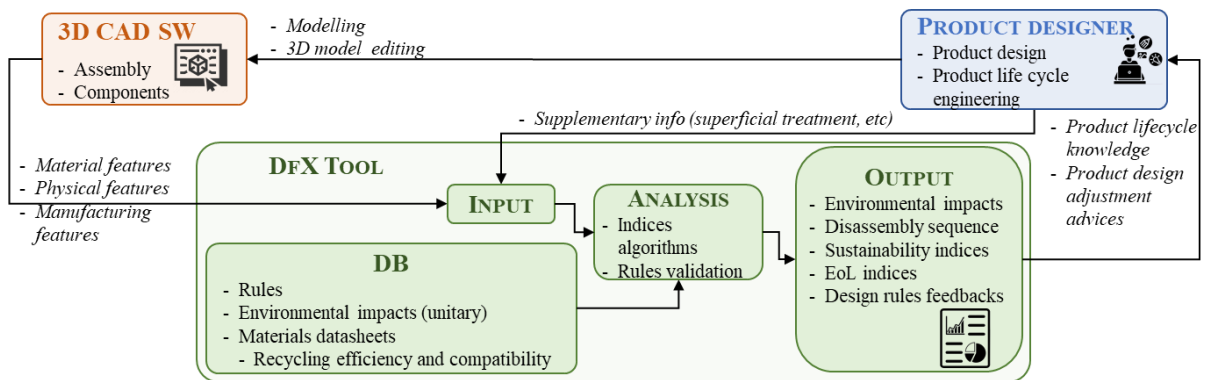 3D CAD SW
- Assembly
- Components
- Modelling
- 3D model editing
PRODUCT DESIGNER
- Product design
- Product life cycle
engineering
- Supplementary info (superficial treatment, etc)
- Material features
- Physical features
- Manufacturing
features
- Product lifecycle
knowledge
- Product design
adjustment
advices
DFX TOOL
INPUT
ANALYSIS
- Indices
algorithms
- Rules validation
OUTPUT
- Environmental impacts
- Disassembly sequence
- Sustainability indices
- EoL indices
- Design rules feedbacks
DB
- Rules
- Environmental impacts (unitary)
- Materials datasheets
- Recycling efficiency and compatibility